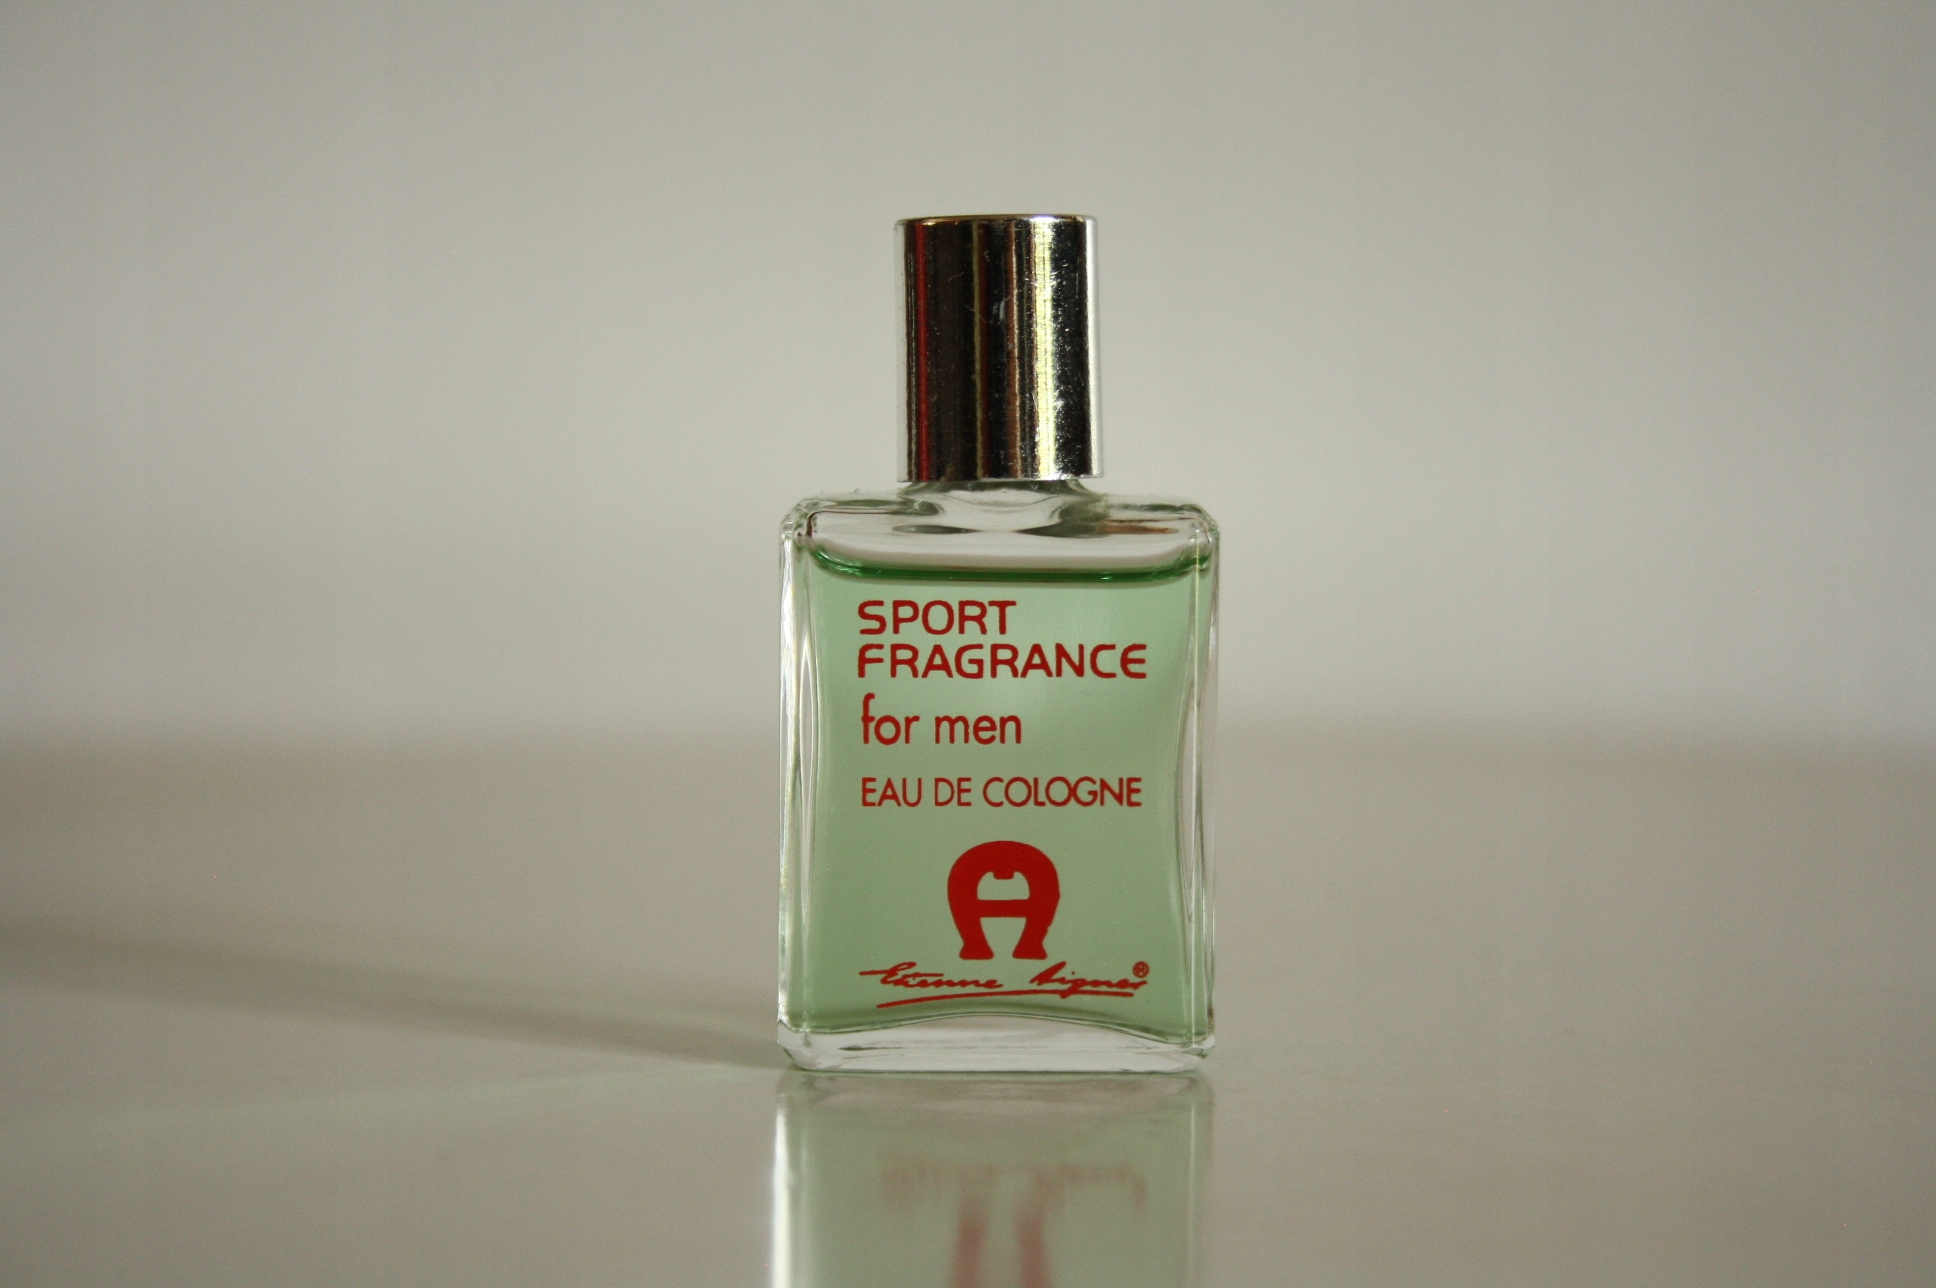 SPORT
FRAGRANCE
for men
EAU DE COLOGNE
A
Etienne Aigner®